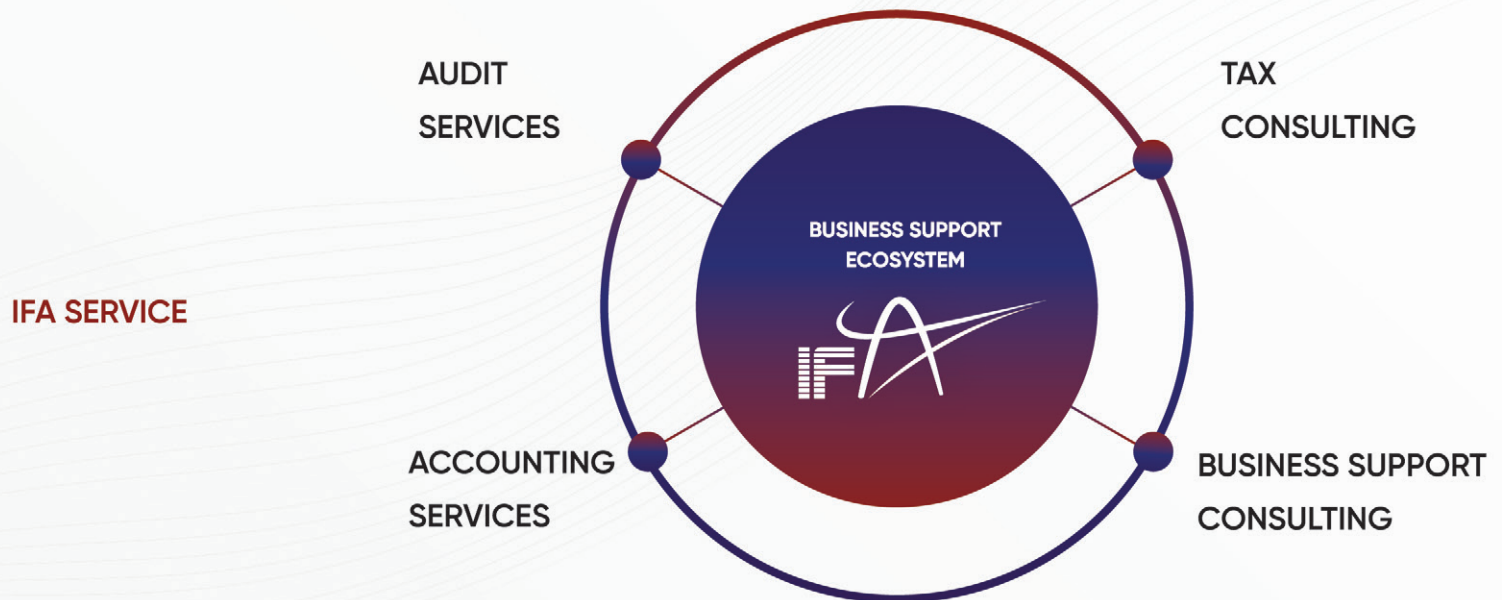 AUDIT
SERVICES
TAX
CONSULTING
BUSINESS SUPPORT
ECOSYSTEM
IFA SERVICE
IFA
ACCOUNTING
SERVICES
BUSINESS SUPPORT
CONSULTING